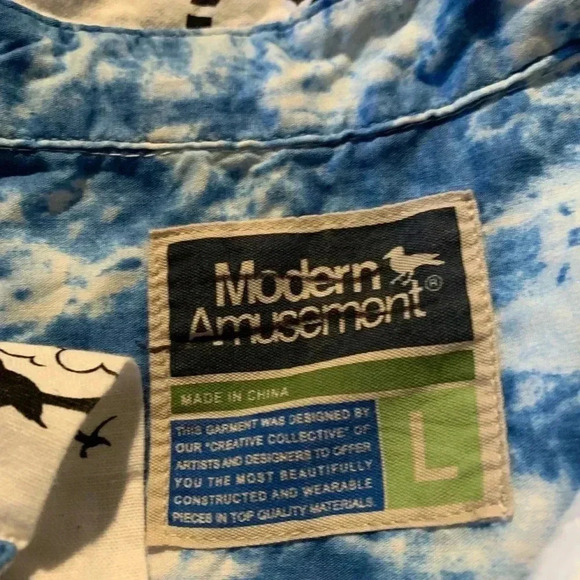 Modern
Amusement®
MADE IN CHINA
THIS GARMENT WAS DESIGNED BY
OUR "CREATIVE COLLECTIVE" OF
ARTISTS AND DESIGNERS TO OFFER
YOU THE MOST BEAUTIFULLY
CONSTRUCTED AND WEARABLE
PIECES IN TOP QUALITY MATERIALS.
L